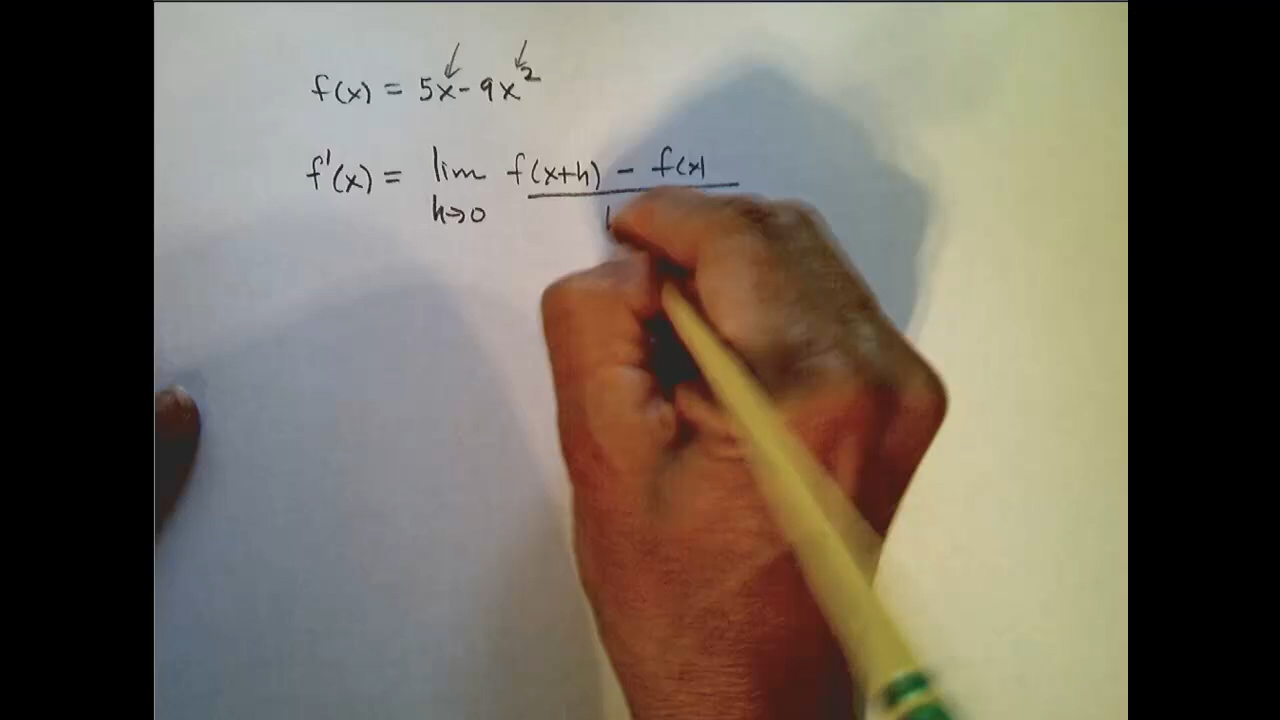 f(x) = 5x - 9x²
f'(x) = lim f(x+h) - f(x)
h→0